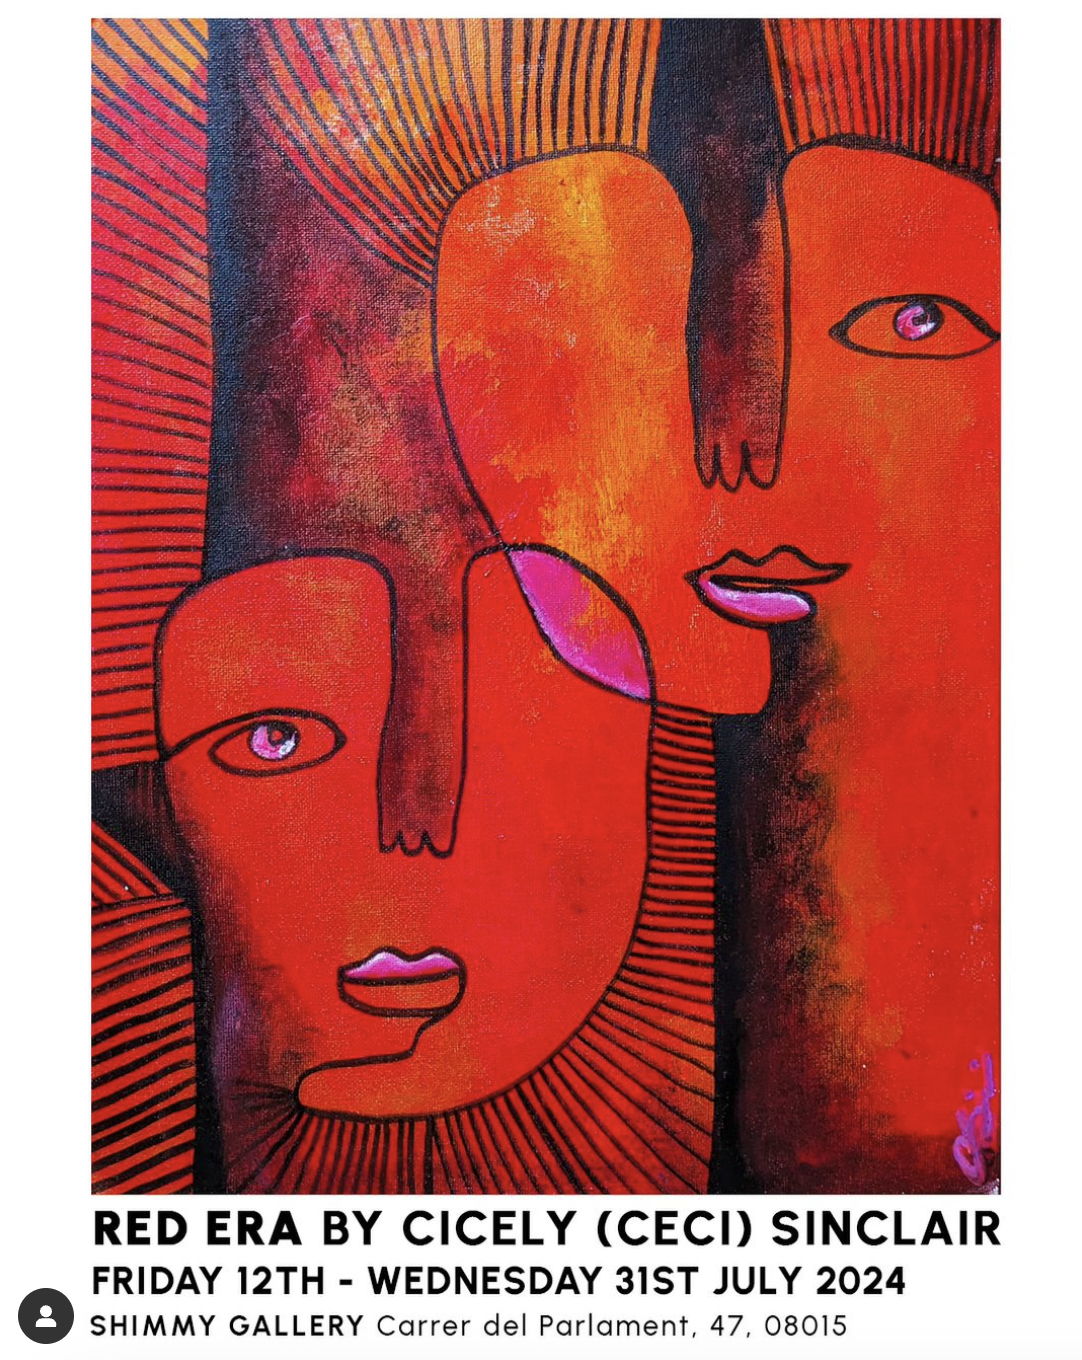 RED ERA BY CICELY (CECI) SINCLAIR
FRIDAY 12TH - WEDNESDAY 31ST JULY 2024
SHIMMY GALLERY Carrer del Parlament, 47, 08015